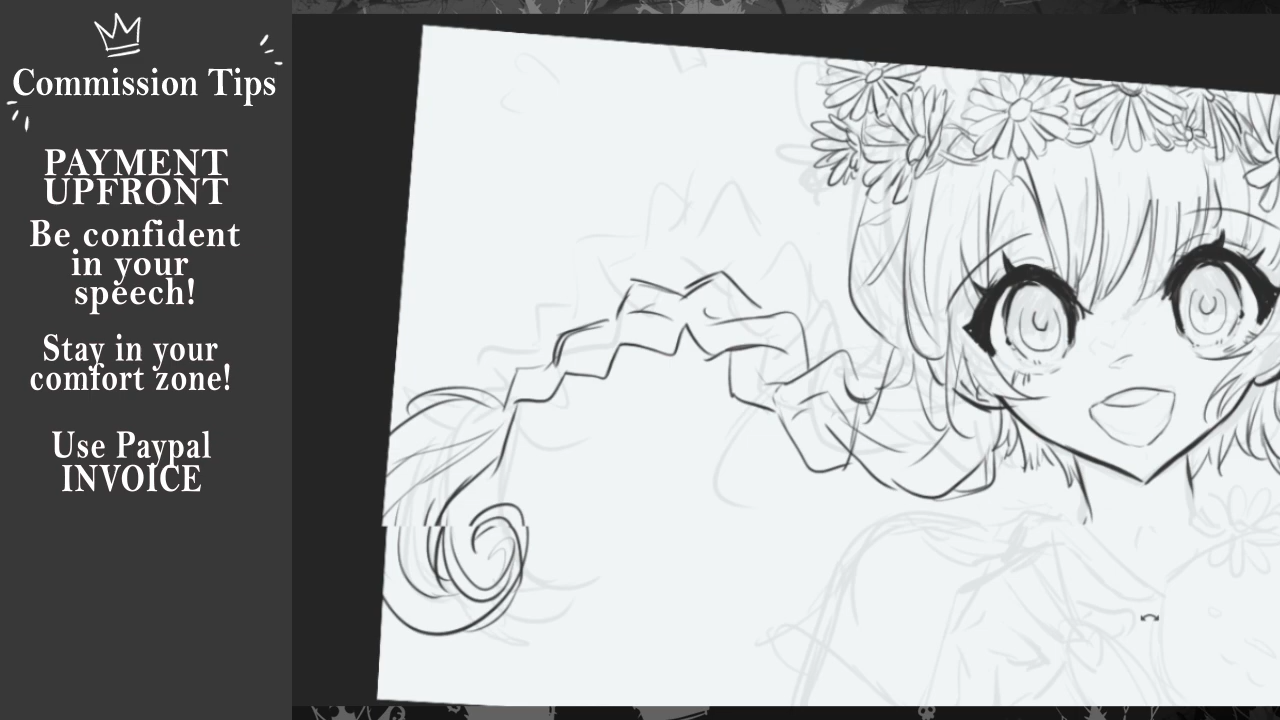 Commission Tips
PAYMENT
UPFRONT
Be confident
in your
speech!
Stay in your
comfort zone!
Use Paypal
INVOICE